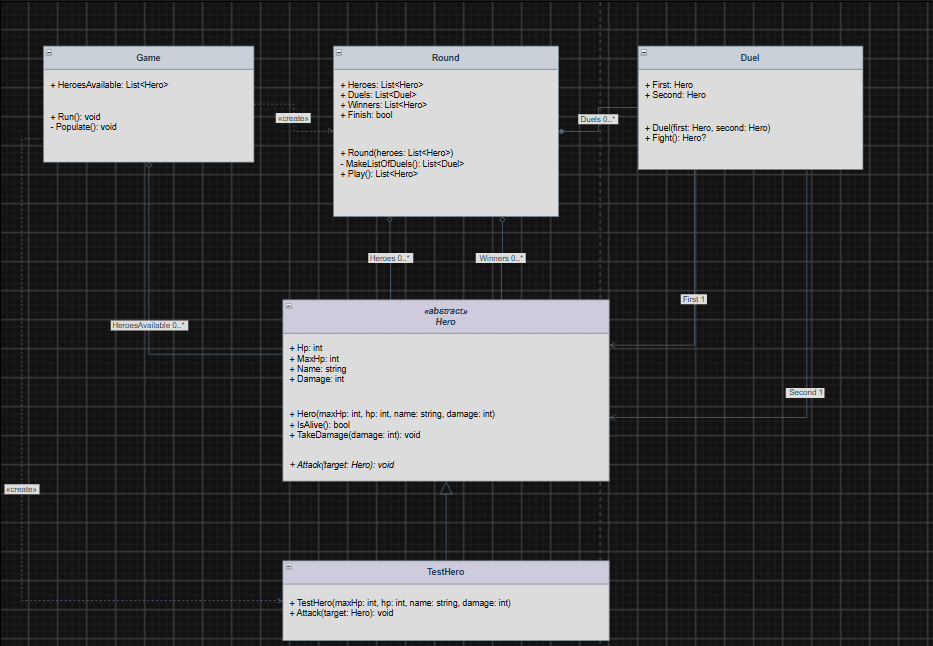 Game
+ HeroesAvailable: List<Hero>
+ Run(): void
- Populate(): void
«create»
Round
+ Heroes: List<Hero>
+ Duels: List<Duel>
+ Winners: List<Hero>
+ Finish: bool
+ Round(heroes: List<Hero>)
- MakeListOfDuels(): List<Duel>
+ Play(): List<Hero>
Duels 0..*
Duel
+ First: Hero
+ Second: Hero
+ Duel(first: Hero, second: Hero)
+ Fight(): Hero?
Heroes 0..*
Winners 0..*
First 1
HeroesAvailable 0..*
«abstract»
Hero
+ Hp: int
+ MaxHp: int
+ Name: string
+ Damage: int
+ Hero(maxHp: int, hp: int, name: string, damage: int)
+ IsAlive(): bool
+ TakeDamage(damage: int): void
+ Attack(target: Hero): void
Second 1
«create»
TestHero
+ TestHero(maxHp: int, hp: int, name: string, damage: int)
+ Attack(target: Hero): void